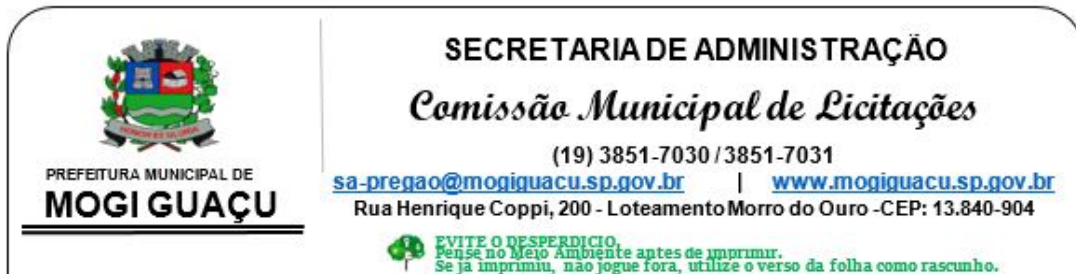 SECRETARIA DE ADMINISTRAÇÃO
Comissão Municipal de Licitações
(19) 3851-7030 / 3851-7031
sa-pregao@mogiguacu.sp.gov.br | www.mogiguacu.sp.gov.br
Rua Henrique Coppi, 200 - Loteamento Morro do Ouro -CEP: 13.840-904
PREFEITURA MUNICIPAL DE
MOGI GUAÇU
EVITE O DESPERDICIO,
Pense no Meio Ambiente antes de imprimir.
Se já imprimiu, não jogue fora, utilize o verso da folha como rascunho.